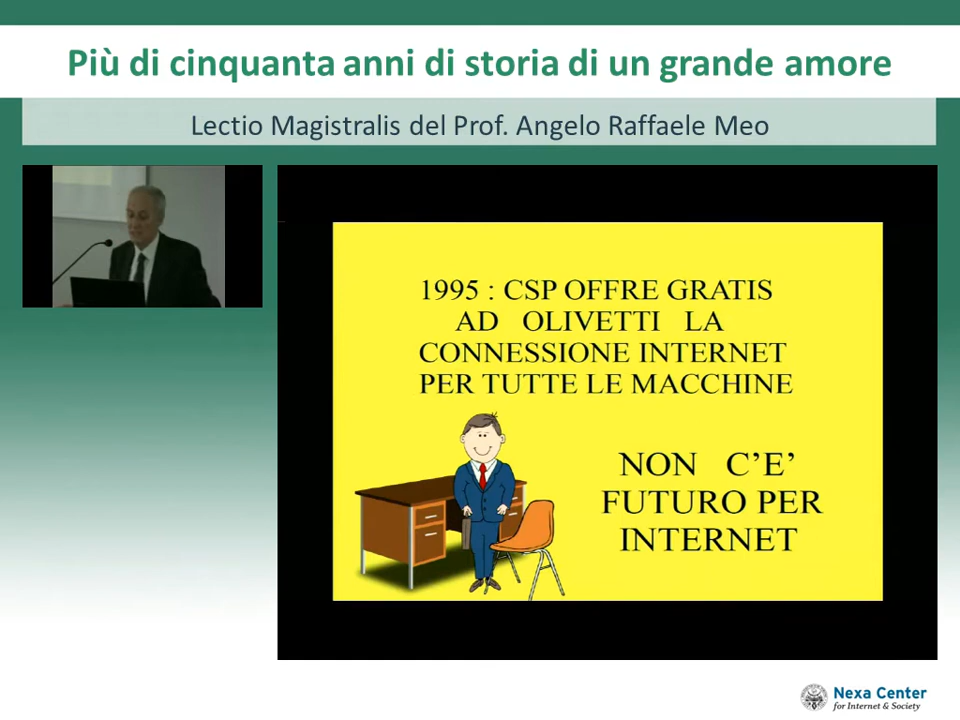 Più di cinquanta anni di storia di un grande amore
Lectio Magistralis del Prof. Angelo Raffaele Meo
1995 : CSP OFFRE GRATIS
AD OLIVETTI LA
CONNESSIONE INTERNET
PER TUTTE LE MACCHINE
NON C'E'
FUTURO PER
INTERNET
Nexa Center
for Internet & Society